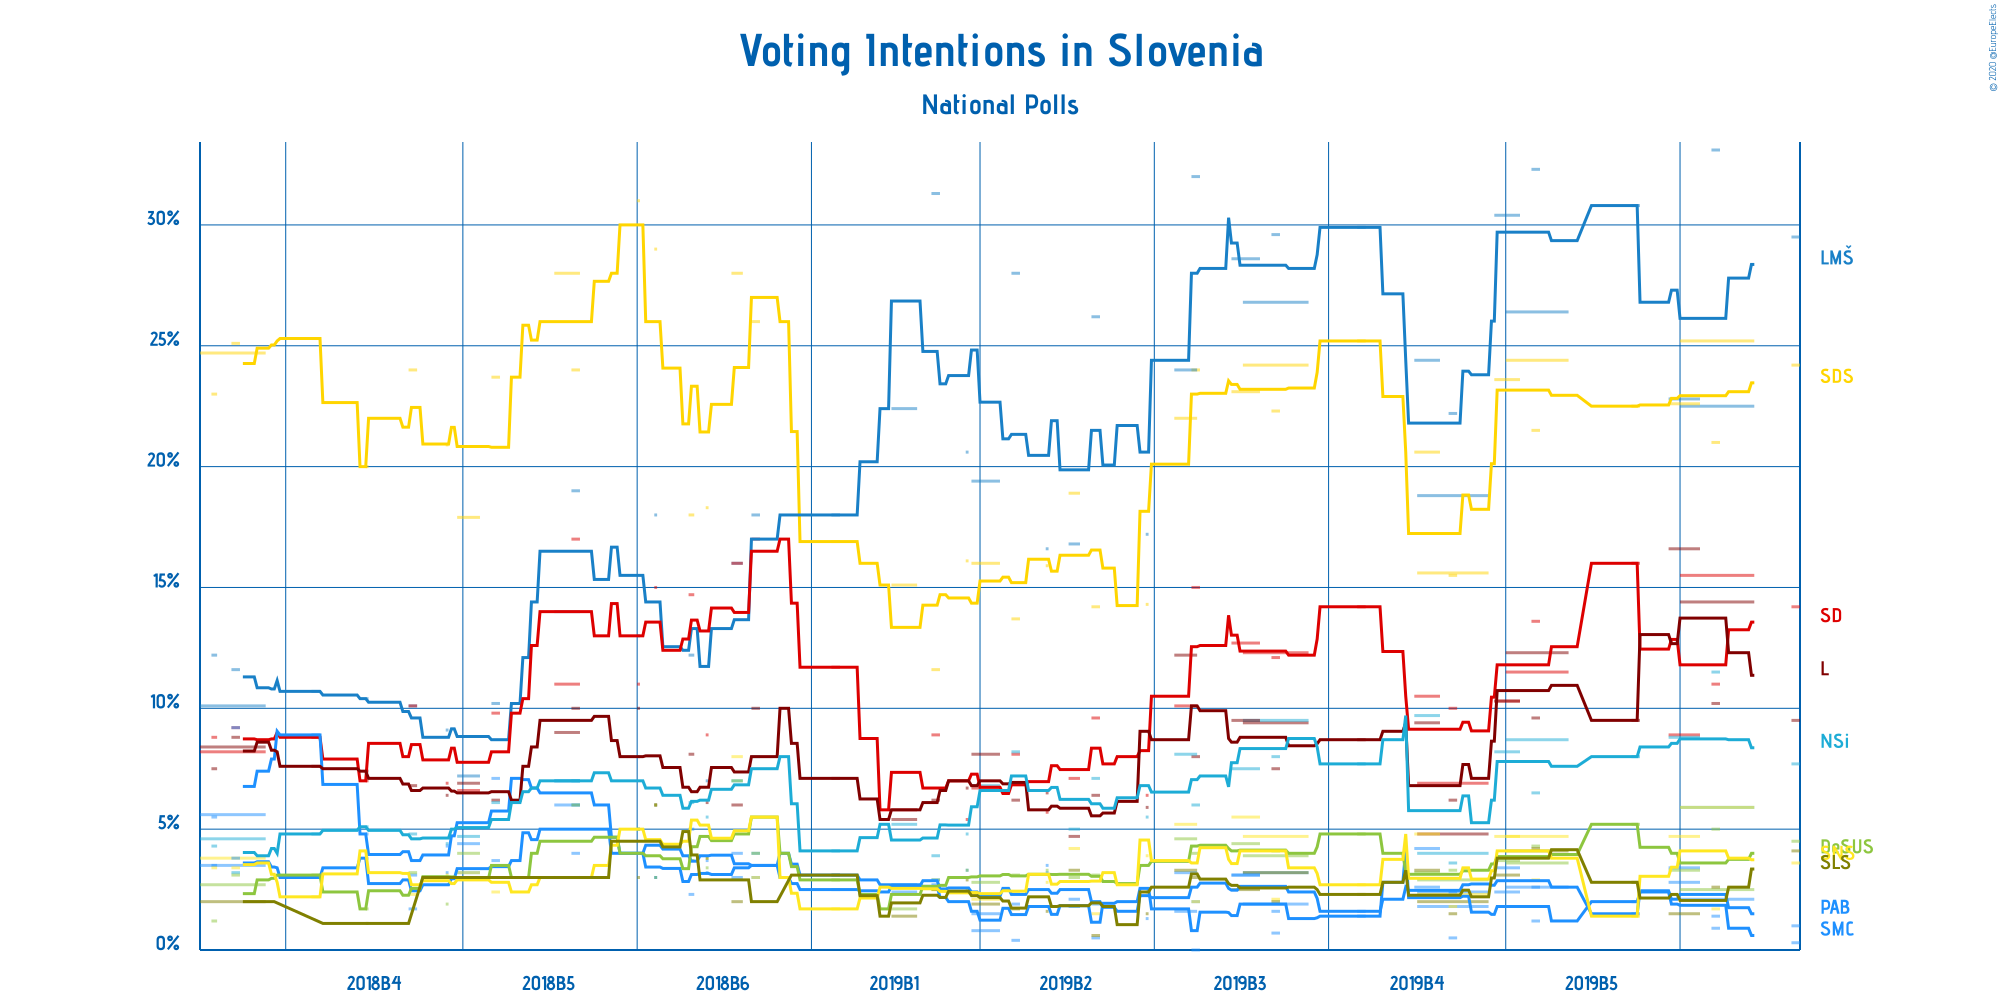 © 2020 @EuropeElects
Voting Intentions in Slovenia
National Polls
30%
25%
20%
15%
10%
5%
0%
LMŠ
SDS
SD
L
NSi
DeSUS
SLS
PAB
SMC
2018B4 2018B5 2018B6 2019B1 2019B2 2019B3 2019B4 2019B5